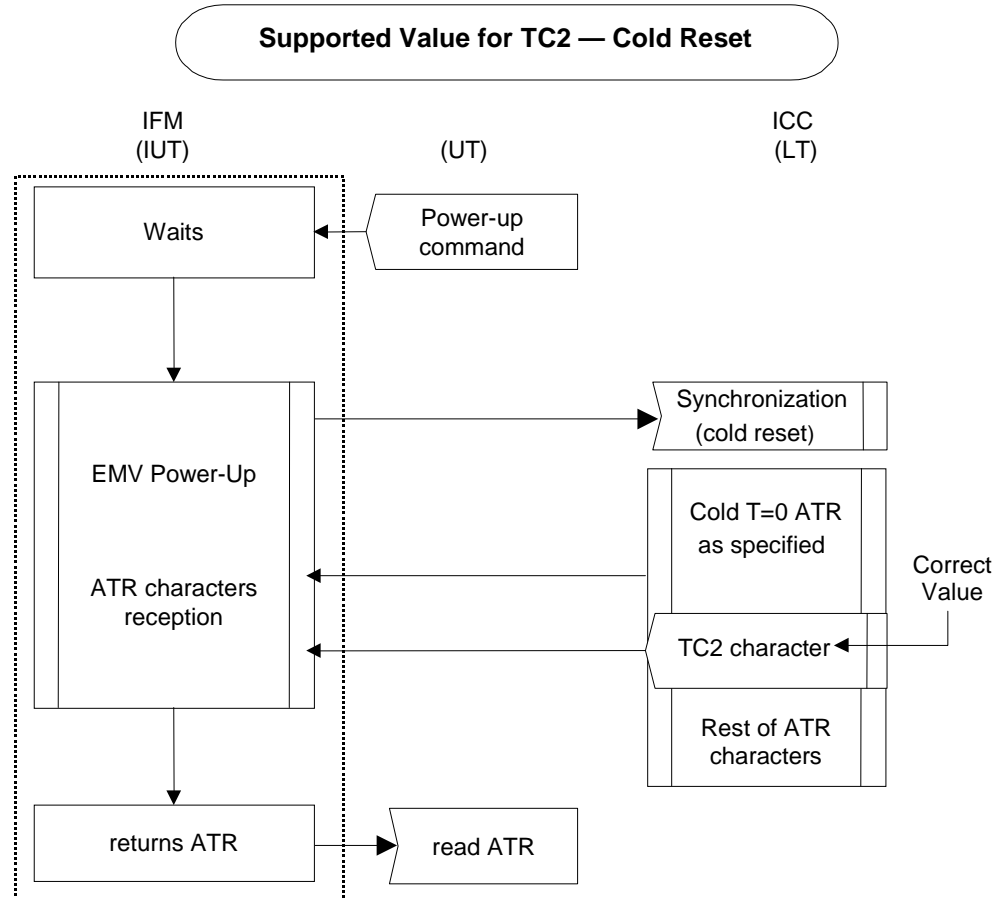 Supported Value for TC2 — Cold Reset
IFM
(IUT)
(UT)
ICC
(LT)
Waits
Power-up
command
Synchronization
(cold reset)
EMV Power-Up
Cold T=0 ATR
as specified
ATR characters
reception
Correct
Value
TC2 character
Rest of ATR
characters
returns ATR
read ATR